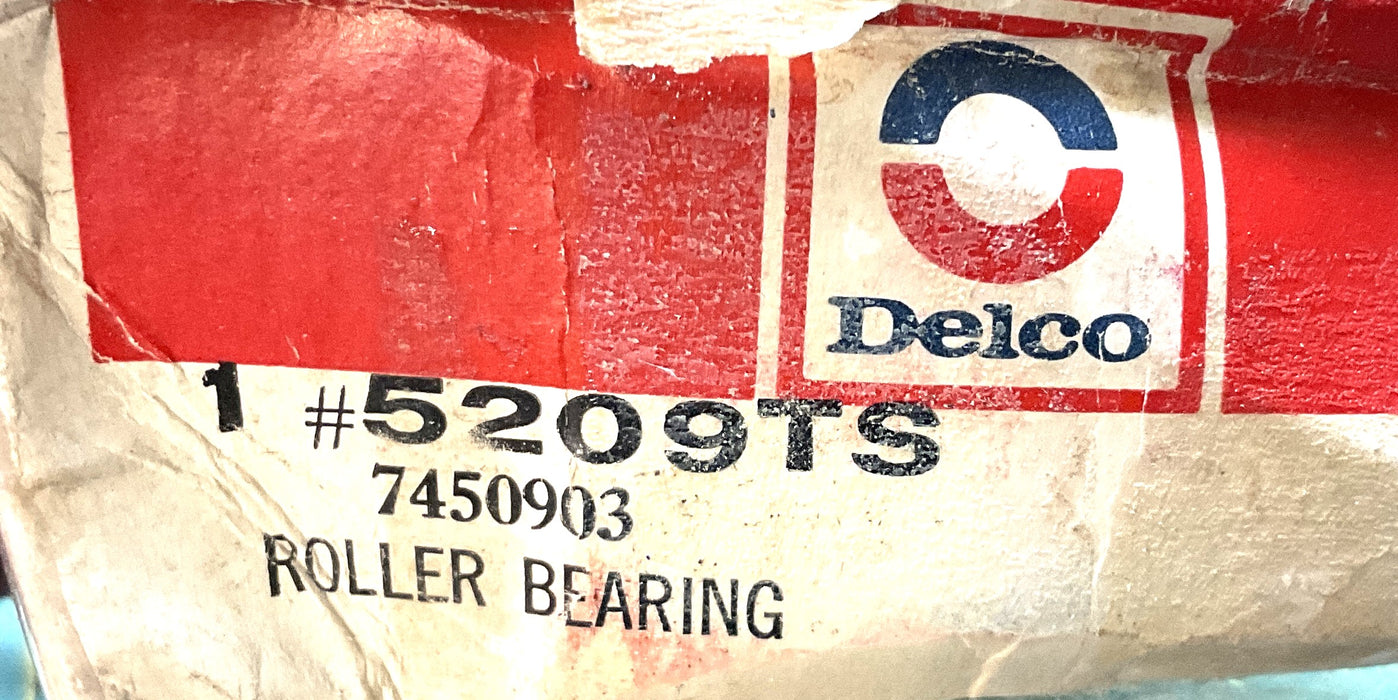 Delco
1 #5209TS
7450903
ROLLER BEARING